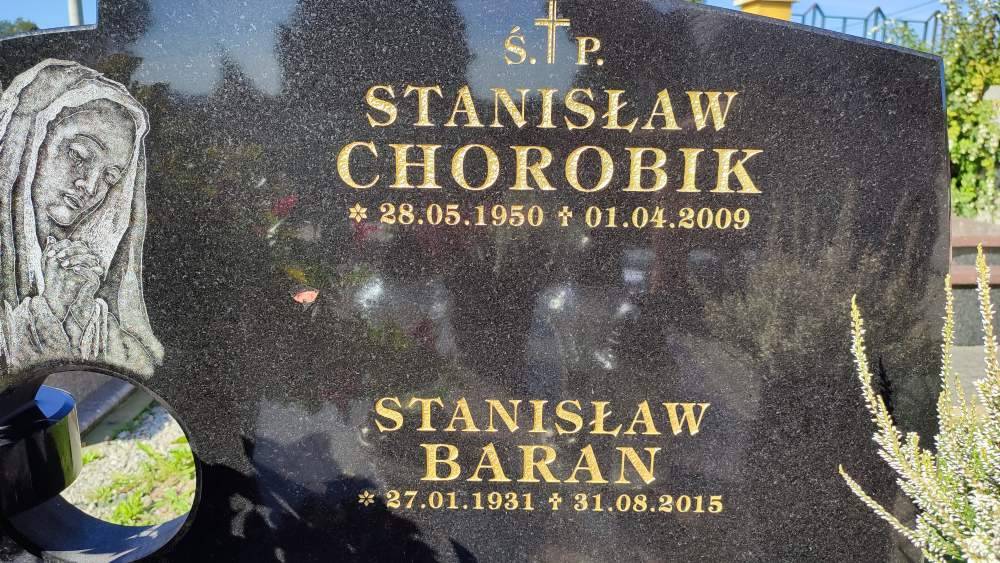 Ś. † P.
STANISŁAW
CHOROBIK
✲ 28.05.1950 ✝ 01.04.2009
STANISŁAW
BARAN
✲ 27.01.1931 ✝ 31.08.2015